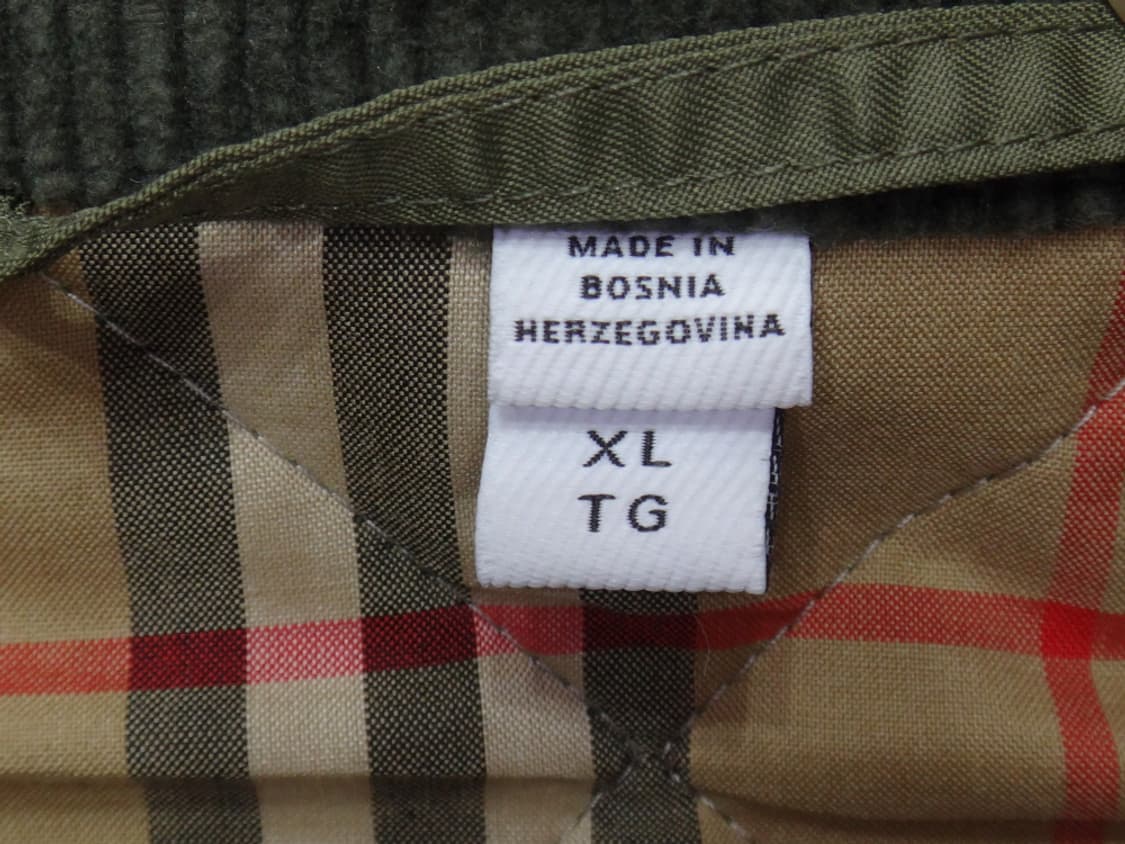 MADE IN
BOSNIA
HERZEGOVINA
XL
TG